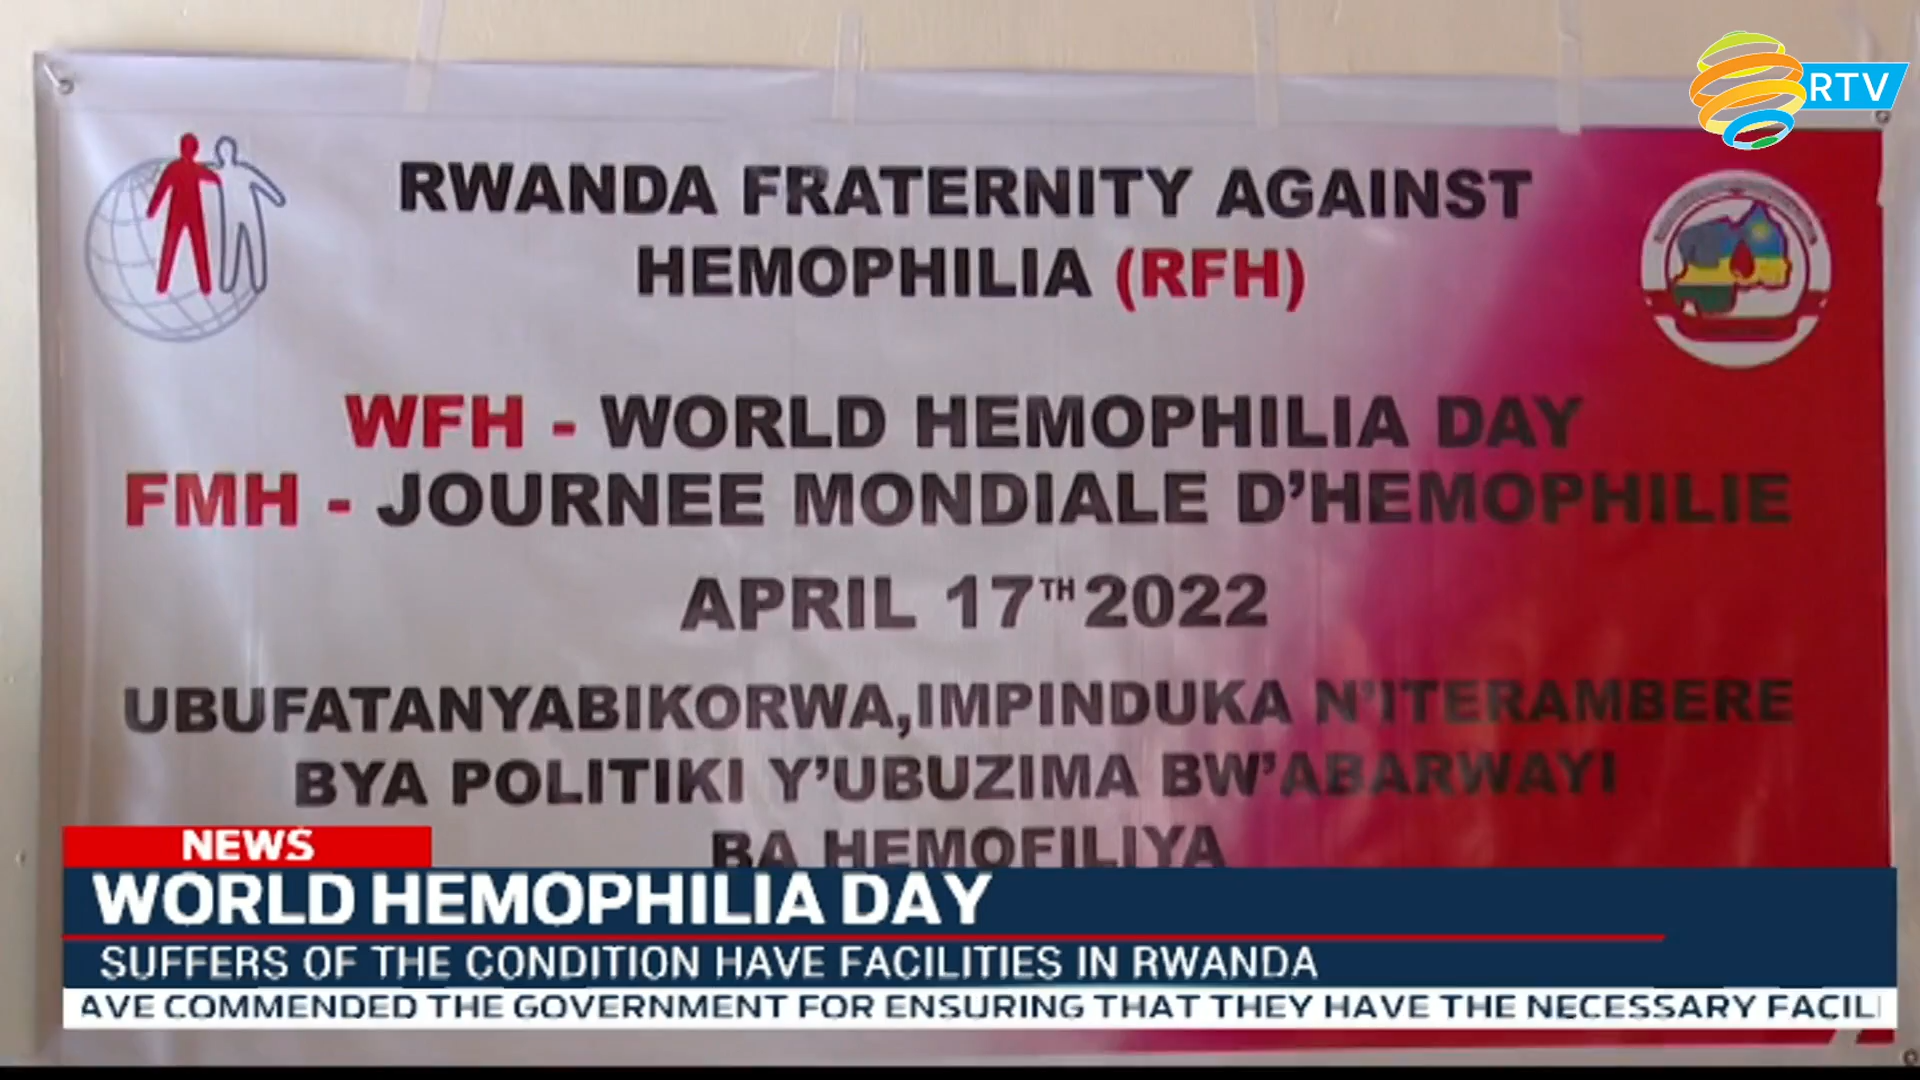 RTV
RWANDA FRATERNITY AGAINST
HEMOPHILIA (RFH)
WFH - WORLD HEMOPHILIA DAY
FMH - JOURNEE MONDIALE D'HEMOPHILIE
APRIL 17TH 2022
UBUFATANYABIKORWA,IMPINDUKA N'ITERAMBERE
BYA POLITIKI Y'UBUZIMA BW'ABARWAYI
BA HEMOFILIYA
NEWS
WORLD HEMOPHILIA DAY
SUFFERS OF THE CONDITION HAVE FACILITIES IN RWANDA
AVE COMMENDED THE GOVERNMENT FOR ENSURING THAT THEY HAVE THE NECESSARY FACIL